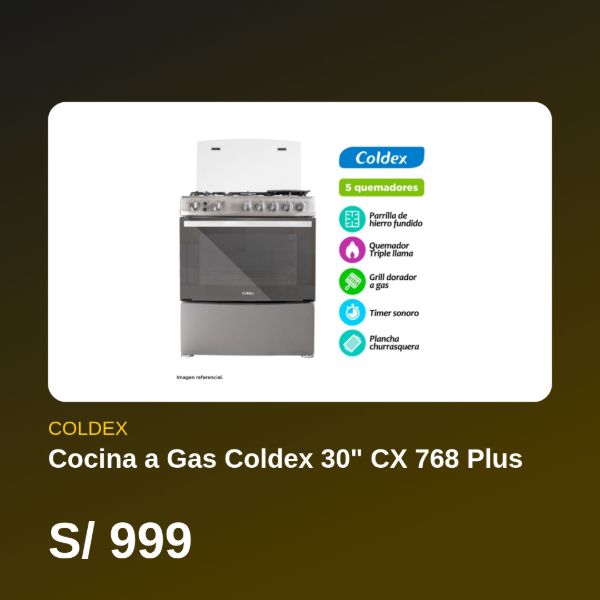 Coldex
5 quemadores
Parrilla de
hierro fundido
Quemador
Triple llama
Grill dorador
a gas
Timer sonoro
Plancha
churrasquera
Coldex
Imagen referencial.
COLDEX
Cocina a Gas Coldex 30" CX 768 Plus
S/ 999